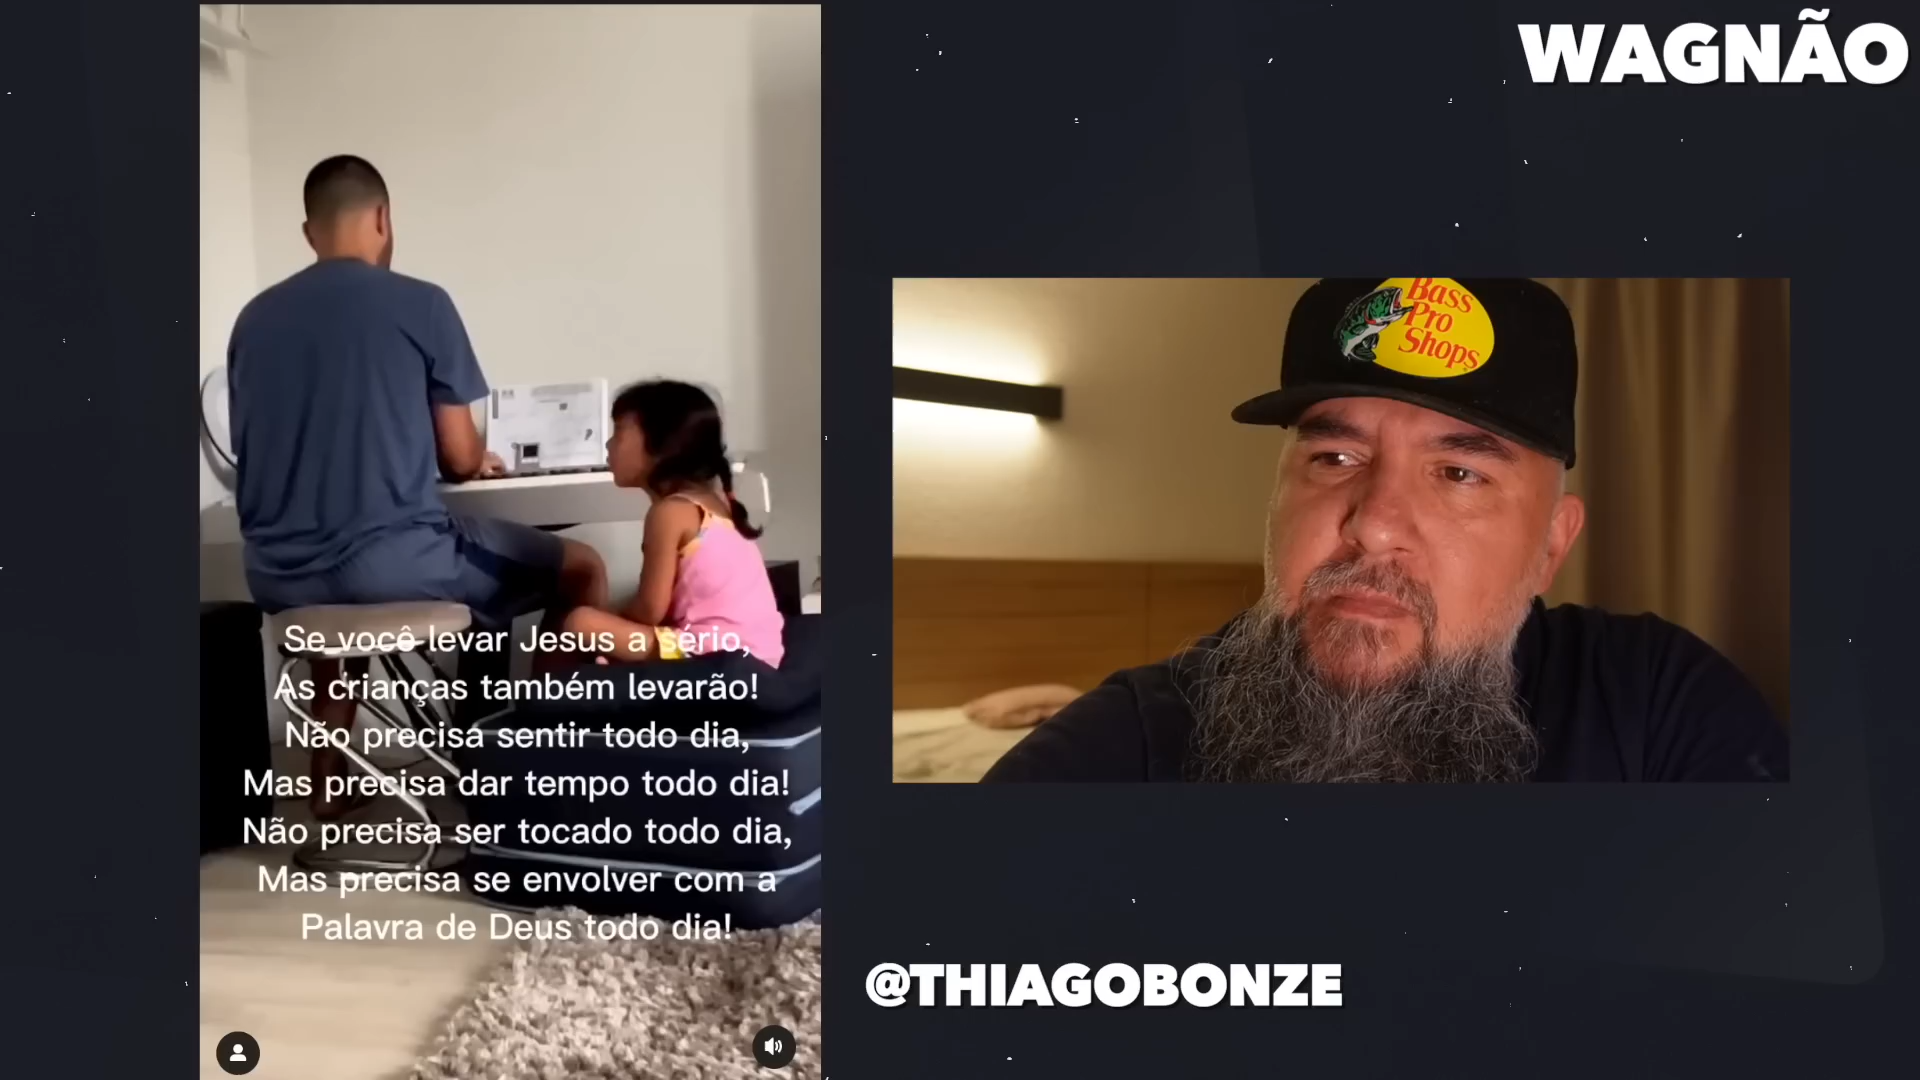 WAGNÃO
Bass
Pro
Shops
Se você levar Jesus a sério,
As crianças também levarão!
Não precisa sentir todo dia,
Mas precisa dar tempo todo dia!
Não precisa ser tocado todo dia,
Mas precisa se envolver com a
Palavra de Deus todo dia!
@THIAGOBONZE